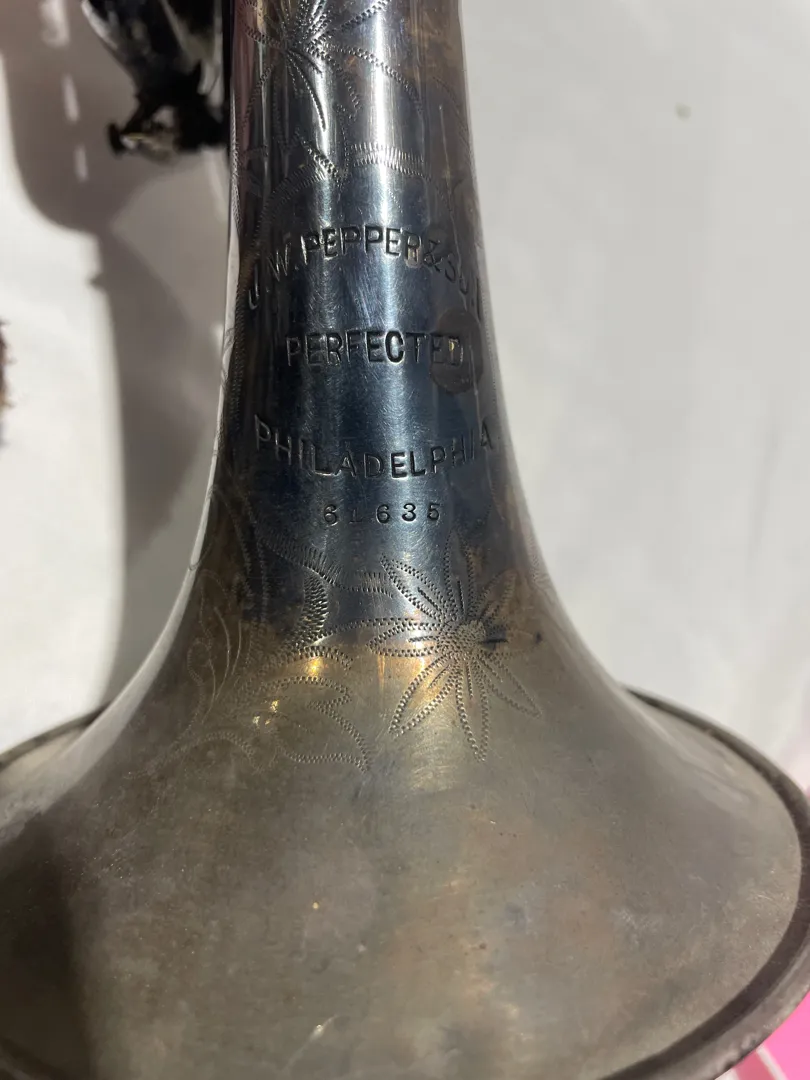 J.W. PEPPER & SON
PERFECTED
PHILADELPHIA
61635